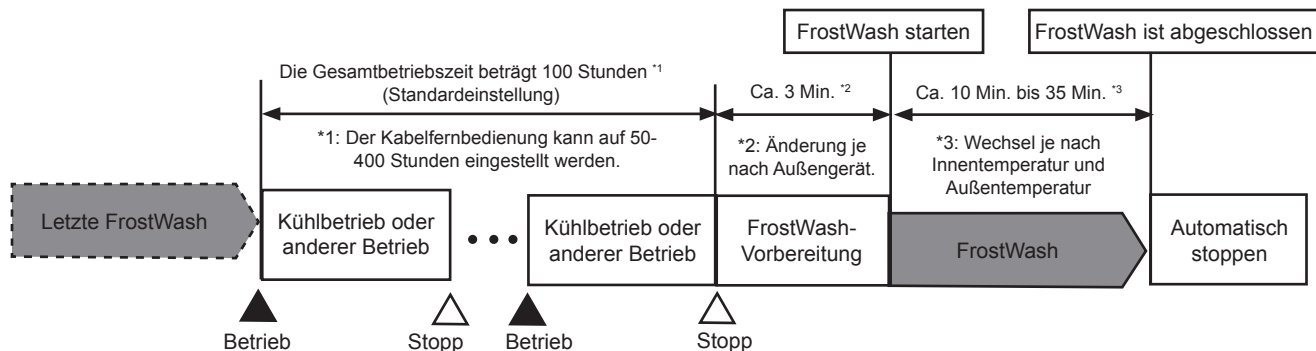 FrostWash starten
FrostWash ist abgeschlossen
Die Gesamtbetriebszeit beträgt 100 Stunden *1
(Standardeinstellung)
Ca. 3 Min. *2
Ca. 10 Min. bis 35 Min. *3
*1: Der Kabelfernbedienung kann auf 50-
400 Stunden eingestellt werden.
*2: Änderung je
nach Außengerät.
*3: Wechsel je nach
Innentemperatur und
Außentemperatur
Letzte FrostWash
Kühlbetrieb oder
anderer Betrieb
Kühlbetrieb oder
anderer Betrieb
FrostWash-
Vorbereitung
FrostWash
Automatisch
stoppen
Betrieb
Stopp
Betrieb
Stopp